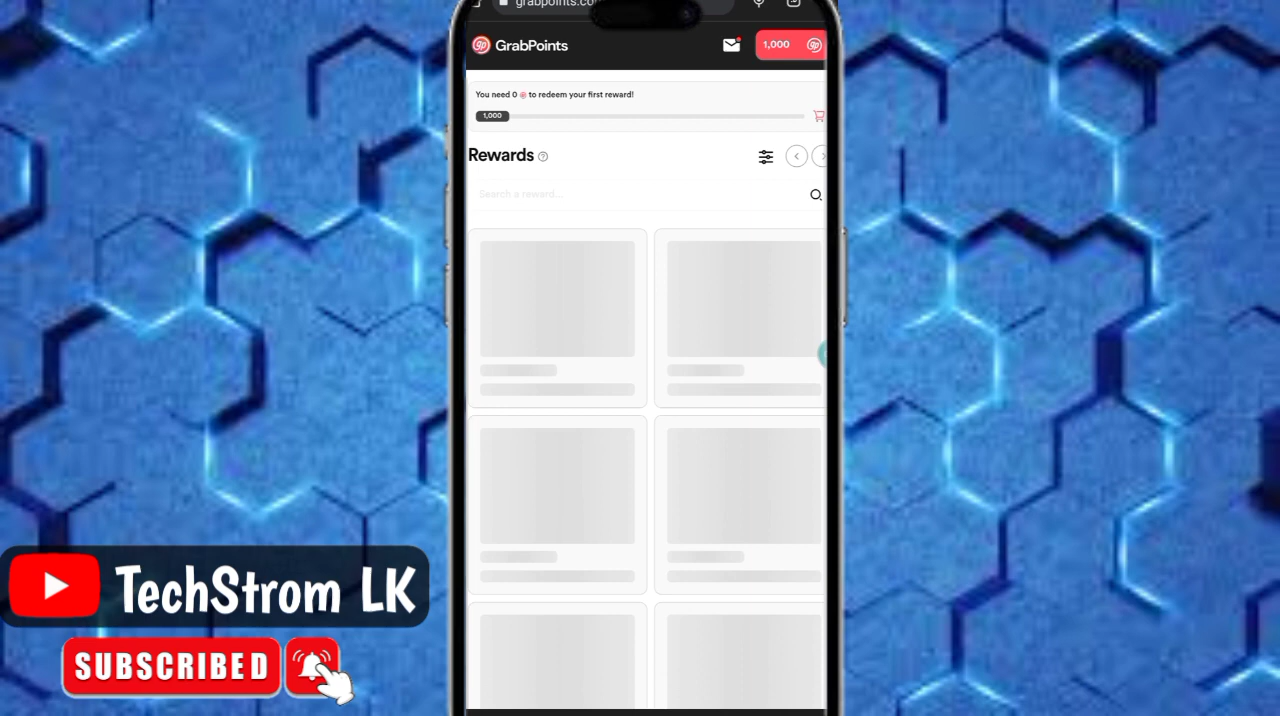 grabpoints.co
GrabPoints
1,000
You need 0 to redeem your first reward!
1,000
Rewards
Search a reward...
TechStrom LK
SUBSCRIBED